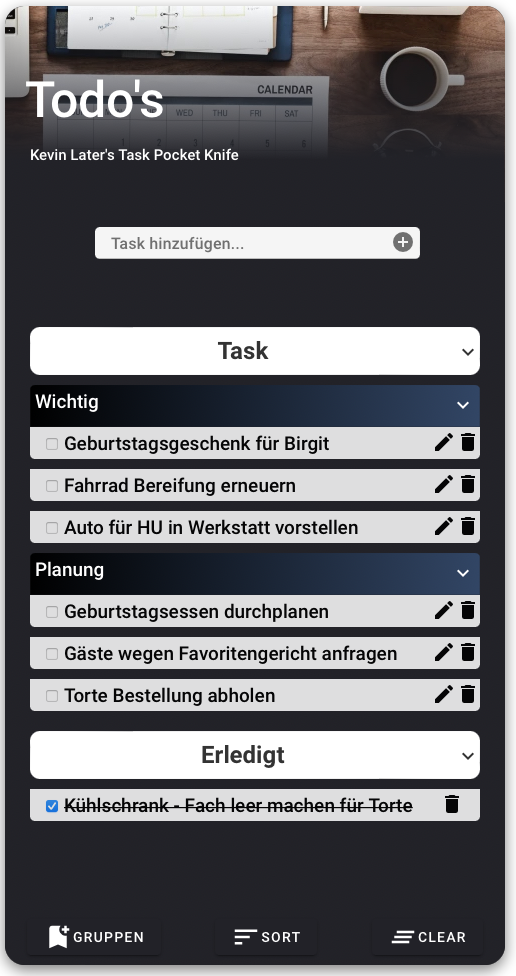 CALENDAR
WED THU FRI SAT
Todo's
Kevin Later's Task Pocket Knife
Task hinzufügen...
Task
Wichtig
Geburtstagsgeschenk für Birgit
Fahrrad Bereifung erneuern
Auto für HU in Werkstatt vorstellen
Planung
Geburtstagsessen durchplanen
Gäste wegen Favoritengericht anfragen
Torte Bestellung abholen
Erledigt
Kühlschrank - Fach leer machen für Torte
GRUPPEN
SORT
CLEAR